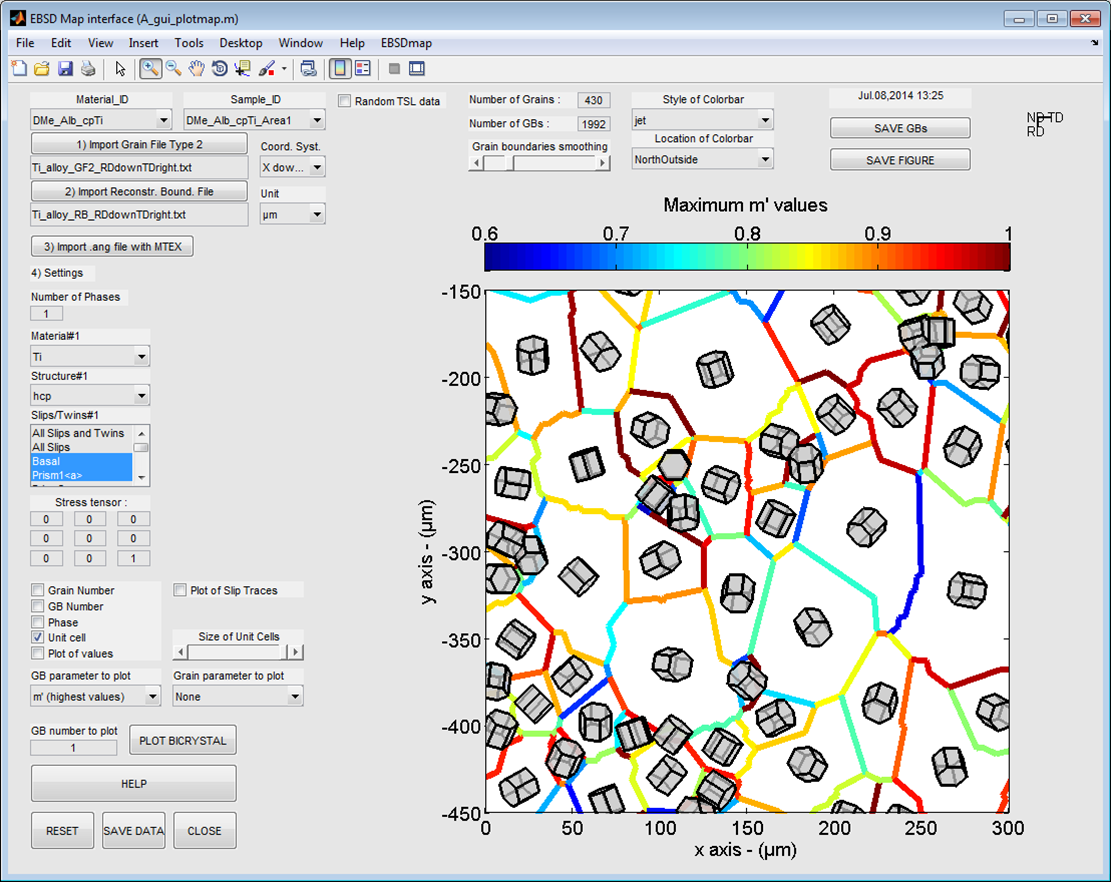 EBSD Map interface (A_gui_plotmap.m)
File Edit View Insert Tools Desktop Window Help EBSDmap
Material_ID
DMe_Alb_cpTi
Sample_ID
DMe_Alb_cpTi_Area1
Random TSL data
1) Import Grain File Type 2
Ti_alloy_GF2_RDdownTDright.txt
2) Import Reconstr. Bound. File
Ti_alloy_RB_RDdownTDright.txt
3) Import .ang file with MTEX
Coord. Syst.
X dow...
Unit
µm
Number of Grains : 430
Number of GBs : 1992
Grain boundaries smoothing
Style of Colorbar
jet
Location of Colorbar
NorthOutside
Jul.08,2014 13:25
SAVE GBs
SAVE FIGURE
ND TD
RD
4) Settings
Number of Phases
1
Material#1
Ti
Structure#1
hcp
Slips/Twins#1
All Slips and Twins
All Slips
Basal
Prism1<a>
Stress tensor :
0 0 0
0 0 0
0 0 1
Grain Number
GB Number
Phase
Unit cell
Plot of values
Plot of Slip Traces
Size of Unit Cells
GB parameter to plot
m' (highest values)
Grain parameter to plot
None
GB number to plot
1
PLOT BICRYSTAL
HELP
RESET
SAVE DATA
CLOSE
Maximum m' values
0.6 0.7 0.8 0.9 1
-150
-200
-250
-300
-350
-400
-450
y axis - (µm)
0 50 100 150 200 250 300
x axis - (µm)